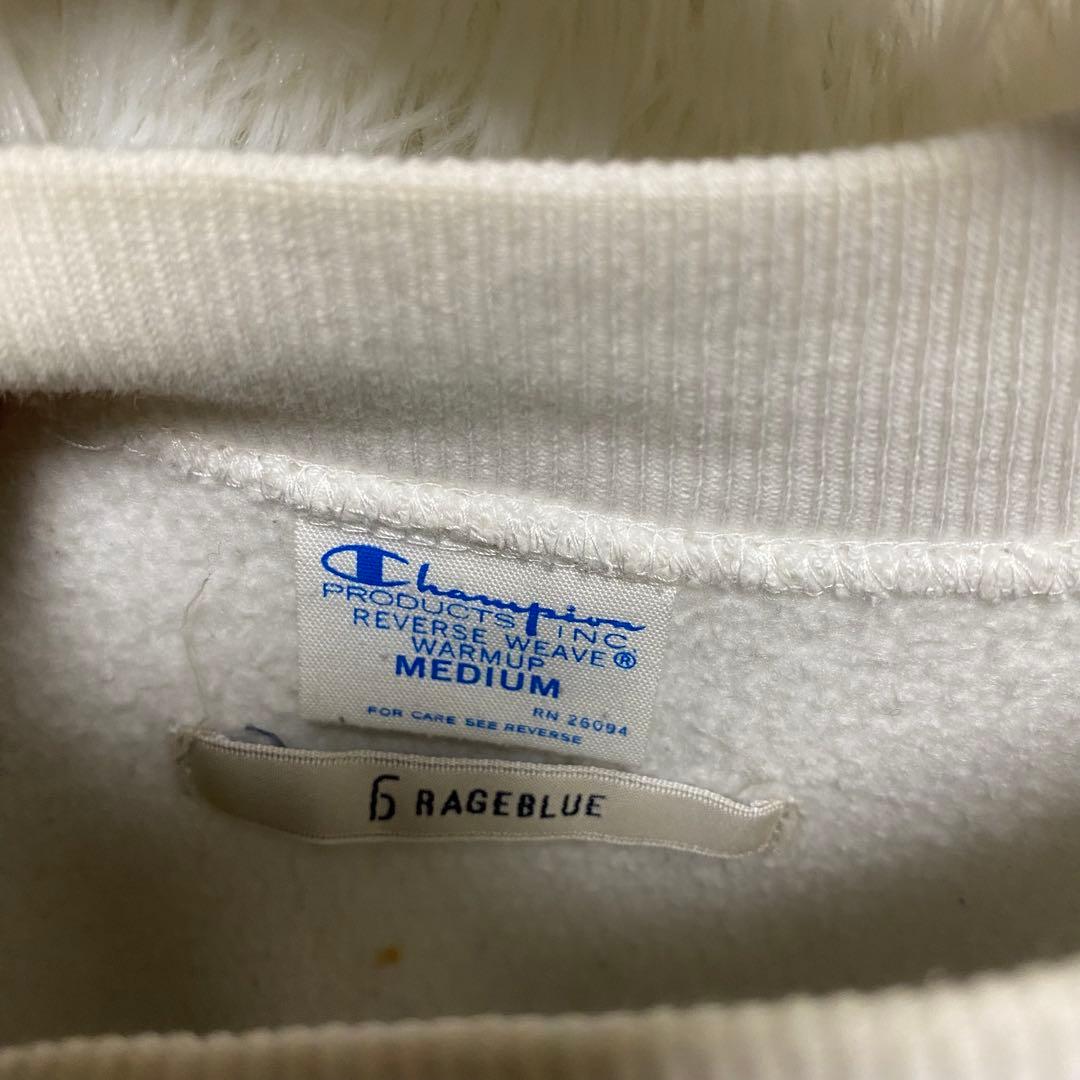 Champion
PRODUCTS, INC.
REVERSE WEAVE®
WARMUP
MEDIUM
RN 26094
FOR CARE SEE REVERSE
RAGEBLUE